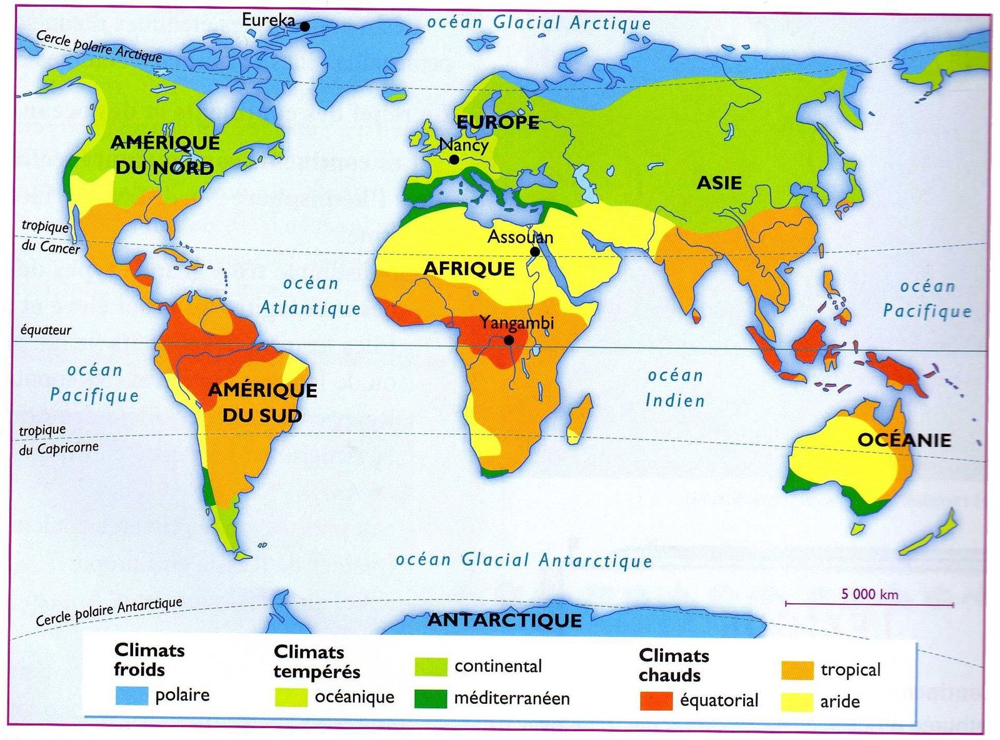 Eureka
océan Glacial Arctique
Cercle polaire Arctique
EUROPE
Nancy
AMÉRIQUE
DU NORD
ASIE
tropique
du Cancer
Assouan
AFRIQUE
océan
Atlantique
océan
Pacifique
Yangambi
équateur
océan
Pacifique
océan
Indien
AMÉRIQUE
DU SUD
tropique
du Capricorne
OCÉANIE
océan Glacial Antarctique
5 000 km
Cercle polaire Antarctique
ANTARCTIQUE
Climats
froids
polaire
Climats
tempérés
océanique
continental
méditerranéen
Climats
chauds
équatorial
tropical
aride